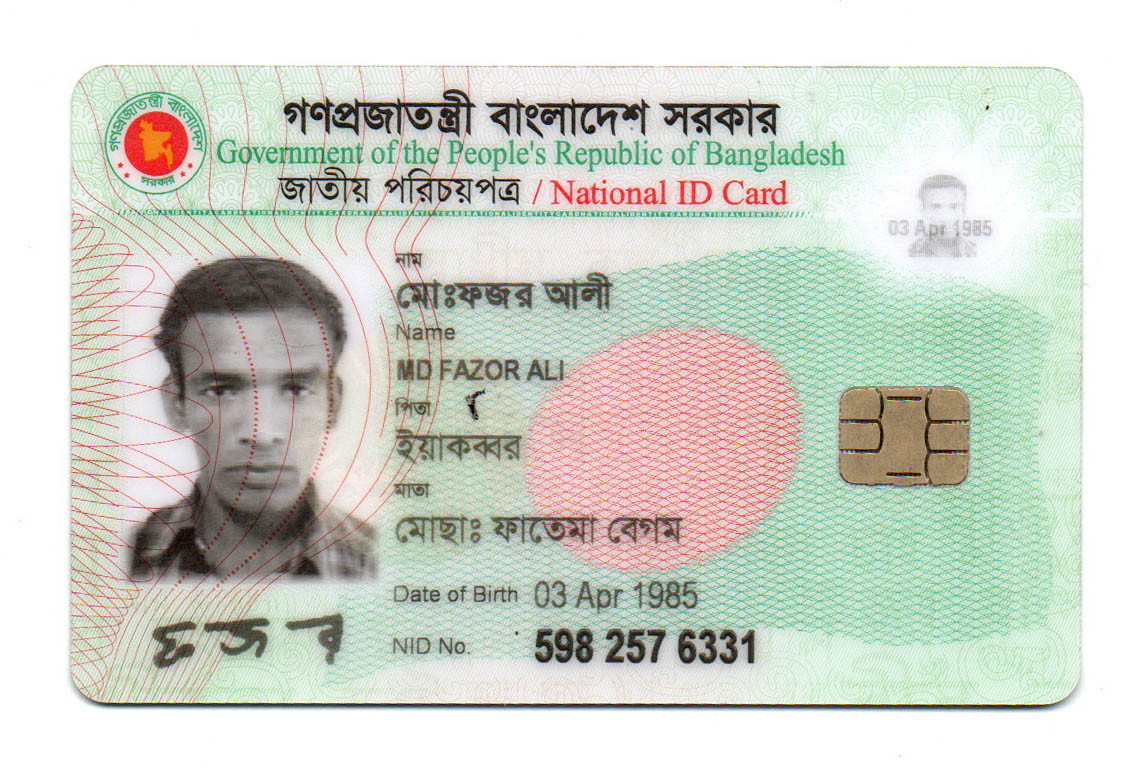 গণপ্রজাতন্ত্রী বাংলাদেশ সরকার
Government of the People's Republic of Bangladesh
জাতীয় পরিচয়পত্র / National ID Card
গণপ্রজাতন্ত্রী বাংলাদেশ
সরকার
NATIONALIDENTITYCARDNATIONALIDENTITYCARDNATIONALIDENTITYCARDNATIONALIDENTITYCARDNATIONALIDENTI
03 Apr 1985
নাম
মোঃফজর আলী
Name
MD FAZOR ALI
পিতা
ইয়াকব্বর
মাতা
মোছাঃ ফাতেমা বেগম
Date of Birth 03 Apr 1985
NID No. 598 257 6331
ফজর